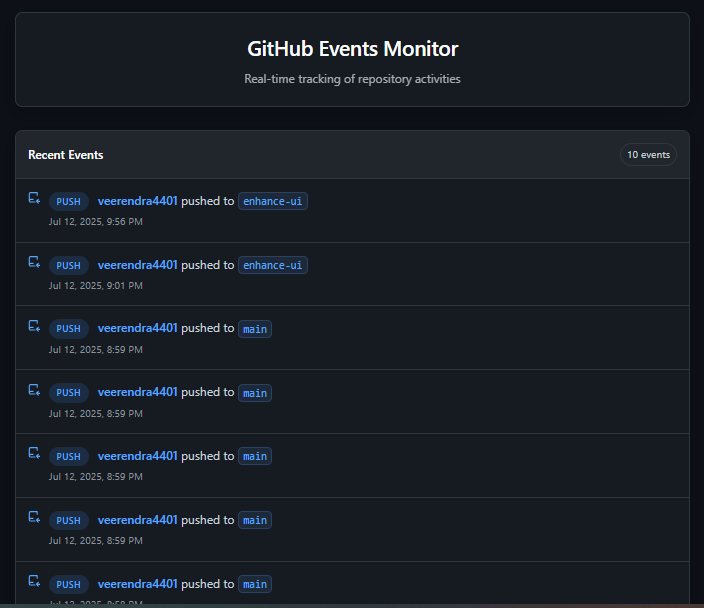 GitHub Events Monitor
Real-time tracking of repository activities
Recent Events
10 events
PUSH veerendra4401 pushed to enhance-ui
Jul 12, 2025, 9:56 PM
PUSH veerendra4401 pushed to enhance-ui
Jul 12, 2025, 9:01 PM
PUSH veerendra4401 pushed to main
Jul 12, 2025, 8:59 PM
PUSH veerendra4401 pushed to main
Jul 12, 2025, 8:59 PM
PUSH veerendra4401 pushed to main
Jul 12, 2025, 8:59 PM
PUSH veerendra4401 pushed to main
Jul 12, 2025, 8:59 PM
PUSH veerendra4401 pushed to main